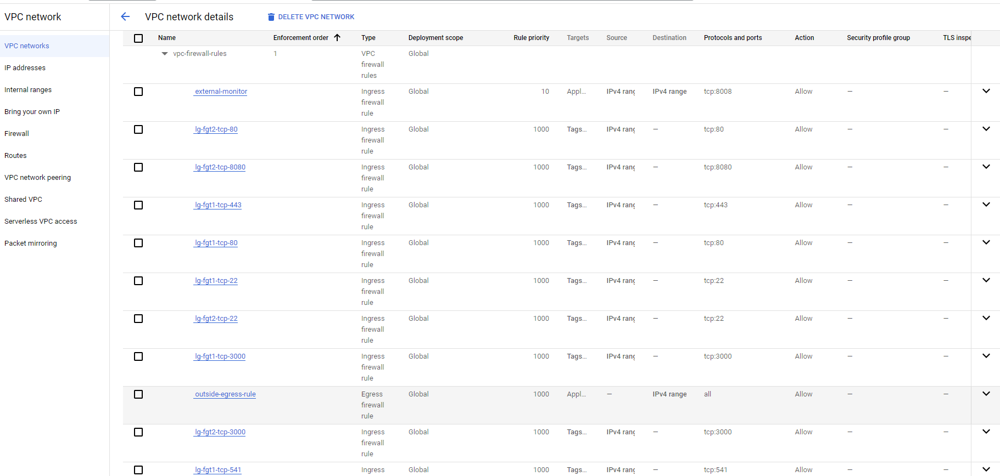 VPC network
VPC network details
DELETE VPC NETWORK
VPC networks
IP addresses
Internal ranges
Bring your own IP
Firewall
Routes
VPC network peering
Shared VPC
Serverless VPC access
Packet mirroring
Name Enforcement order Type Deployment scope Rule priority Targets Source Destination Protocols and ports Action Security profile group TLS inspe
vpc-firewall-rules 1 VPC firewall rules Global
external-monitor Ingress firewall rule Global 10 Appl... IPv4 rang IPv4 range tcp:8008 Allow — —
lg-fgt2-tcp-80 Ingress firewall rule Global 1000 Tags... IPv4 rang — tcp:80 Allow — —
lg-fgt2-tcp-8080 Ingress firewall rule Global 1000 Tags... IPv4 rang — tcp:8080 Allow — —
lg-fgt1-tcp-443 Ingress firewall rule Global 1000 Tags... IPv4 rang — tcp:443 Allow — —
lg-fgt1-tcp-80 Ingress firewall rule Global 1000 Tags... IPv4 rang — tcp:80 Allow — —
lg-fgt1-tcp-22 Ingress firewall rule Global 1000 Tags... IPv4 rang — tcp:22 Allow — —
lg-fgt2-tcp-22 Ingress firewall rule Global 1000 Tags... IPv4 rang — tcp:22 Allow — —
lg-fgt1-tcp-3000 Ingress firewall rule Global 1000 Tags... IPv4 rang — tcp:3000 Allow — —
outside-egress-rule Egress firewall rule Global 1000 Appl... — IPv4 range all Allow — —
lg-fgt2-tcp-3000 Ingress firewall rule Global 1000 Tags... IPv4 rang — tcp:3000 Allow — —
lg-fgt1-tcp-541 Ingress Global 1000 Tags... IPv4 rang — tcp:541 Allow — —